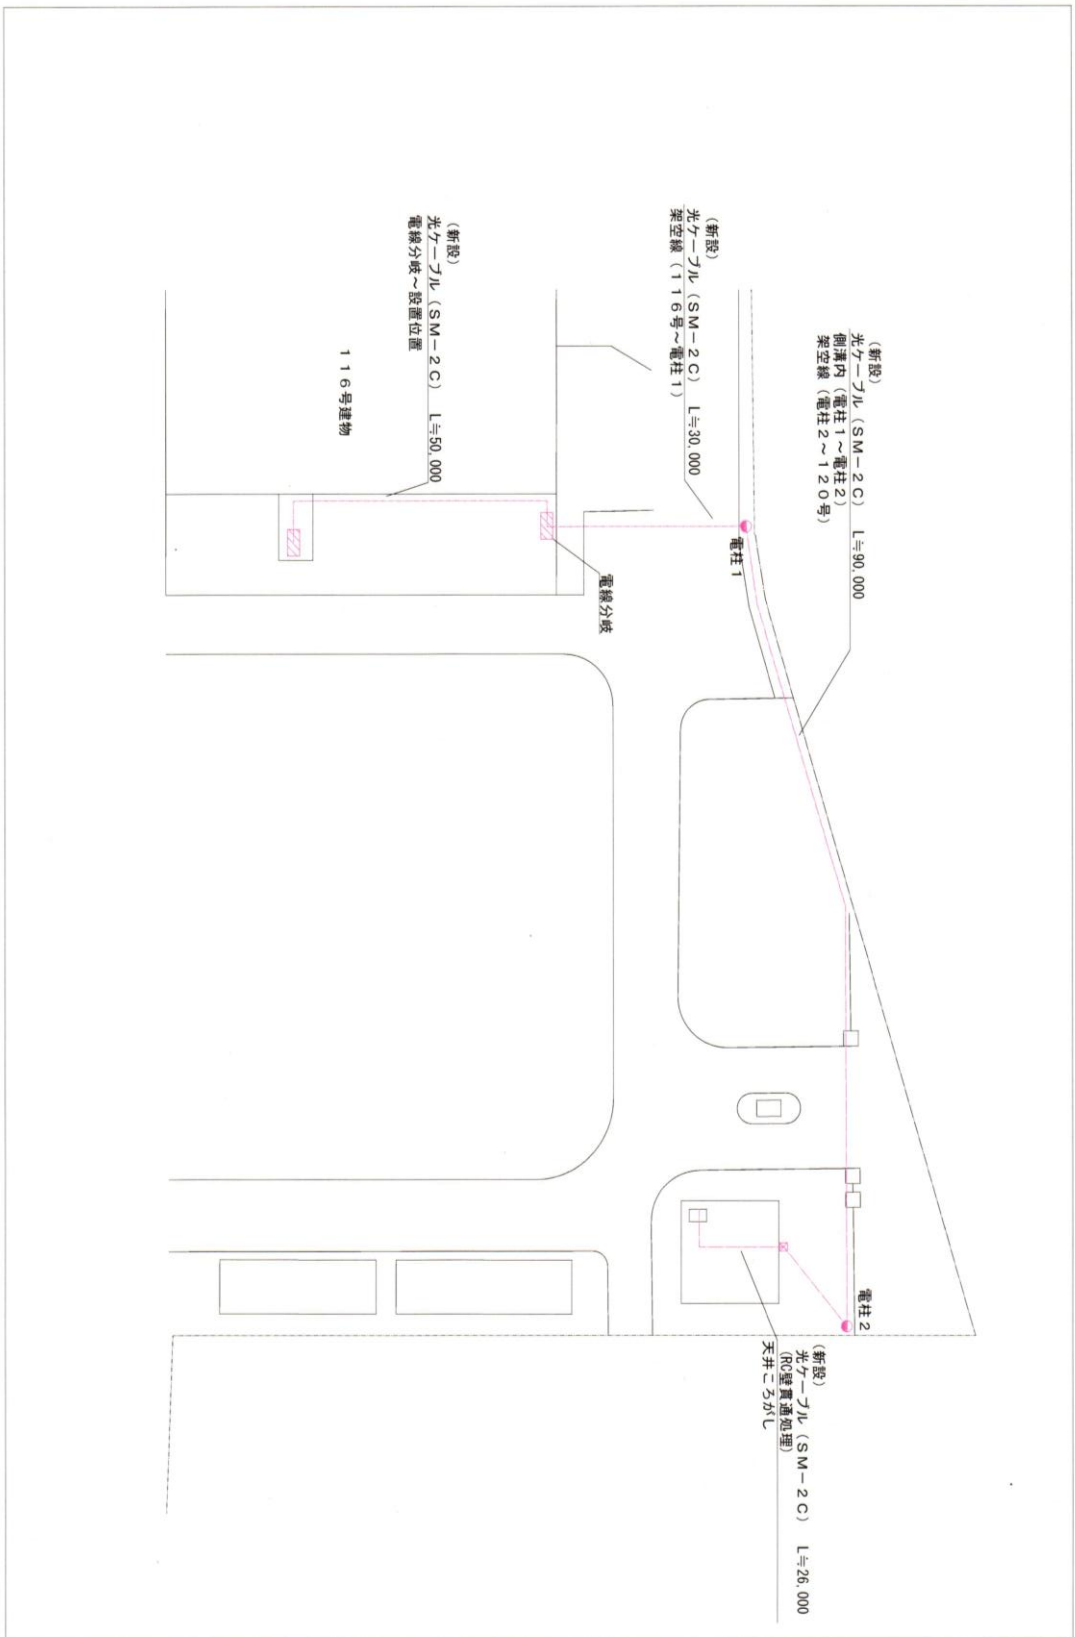 (新設)
光ケーブル(SM-2C) L≒50,000
電線分岐~設置位置
116号建物
(新設)
光ケーブル(SM-2C) L≒30,000
架空線(116号~電柱1)
(新設)
光ケーブル(SM-2C) L≒90,000
側溝内(電柱1~電柱2)
架空線(電柱2~120号)
電柱1
電線分岐
電柱2
(新設)
光ケーブル(SM-2C) L≒26,000
(RC壁貫通処理)
天井ころがし